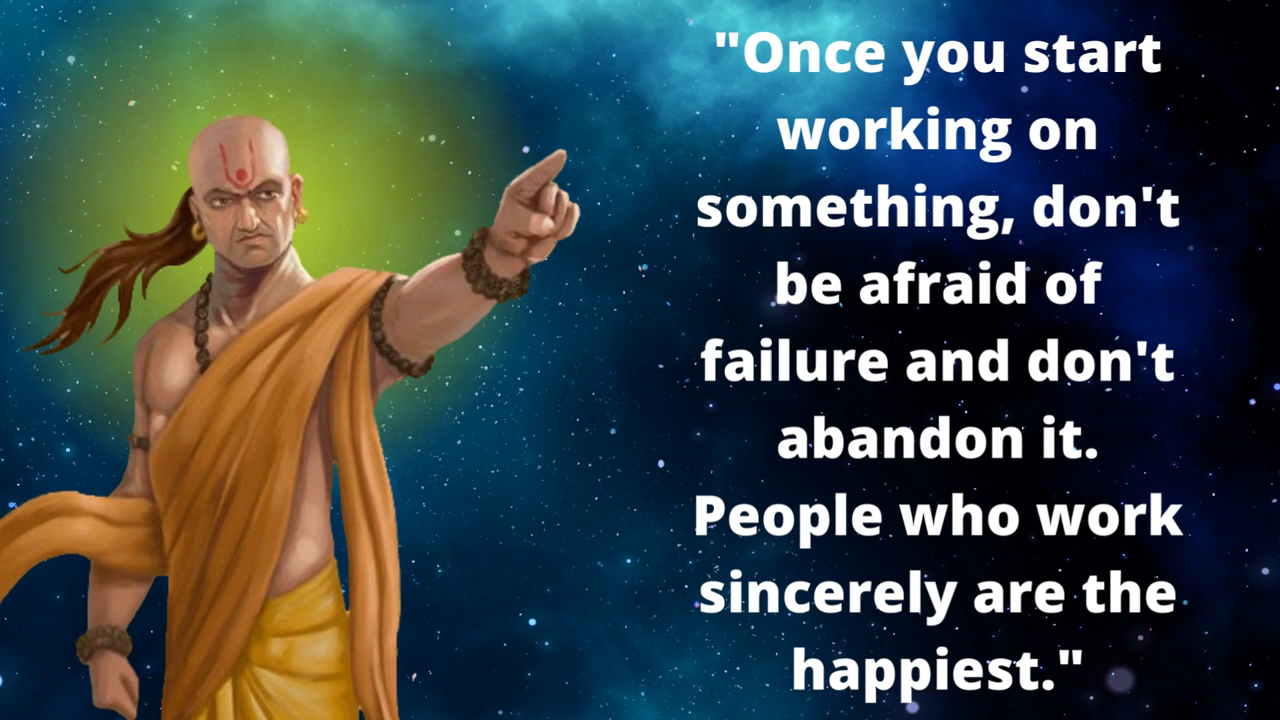 "Once you start
working on
something, don't
be afraid of
failure and don't
abandon it.
People who work
sincerely are the
happiest."